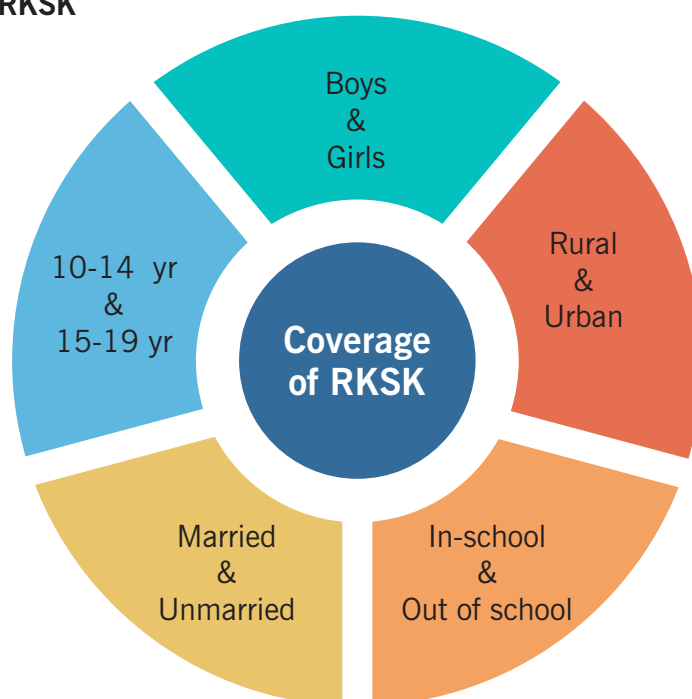 RKSK
Boys
&
Girls
Rural
&
Urban
10-14 yr
&
15-19 yr
Coverage
of RKSK
Married
&
Unmarried
In-school
&
Out of school